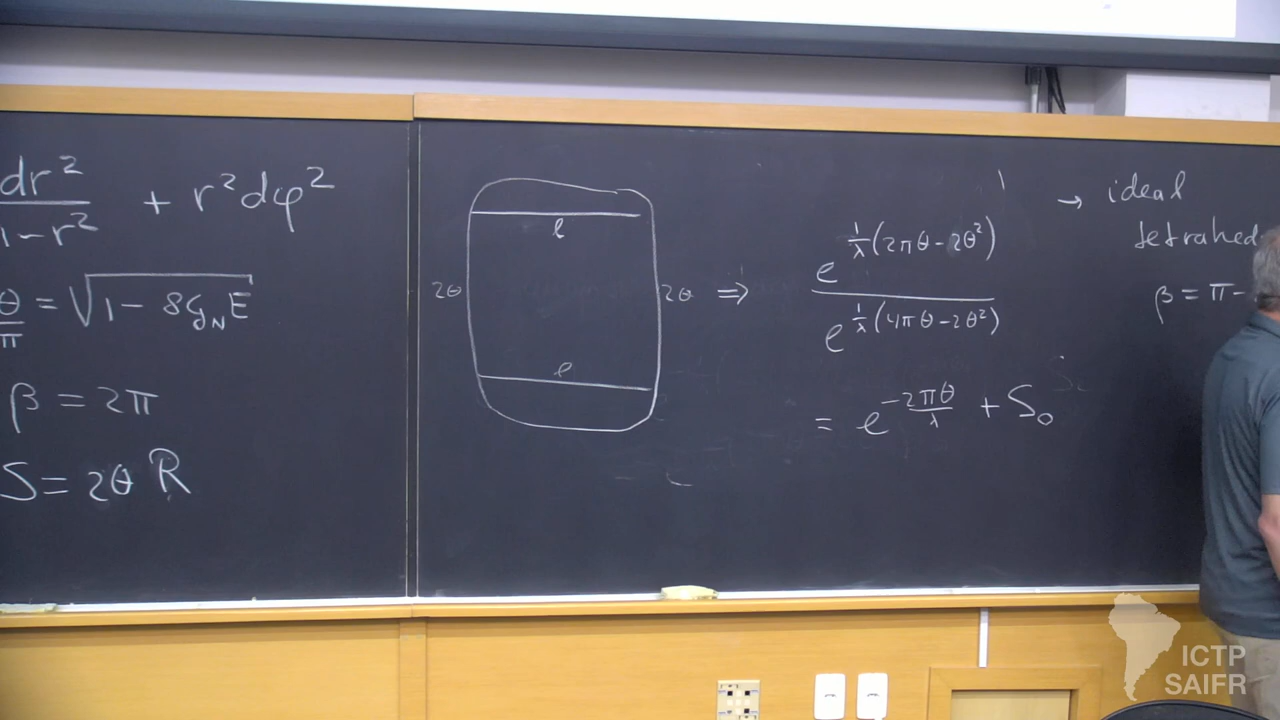 dr²/1-r² + r²dφ²
θ/π = √(1 - 8G_N E)
β = 2π
S = 2θ R
ℓ
2θ 2θ ⇒
ℓ
e^{1/λ(2πθ-2θ²)} / e^{1/λ(4πθ-2θ²)}
= e^{-2πθ/λ} + S₀
→ ideal
tetrahed
β = π-
ICTP
SAIFR